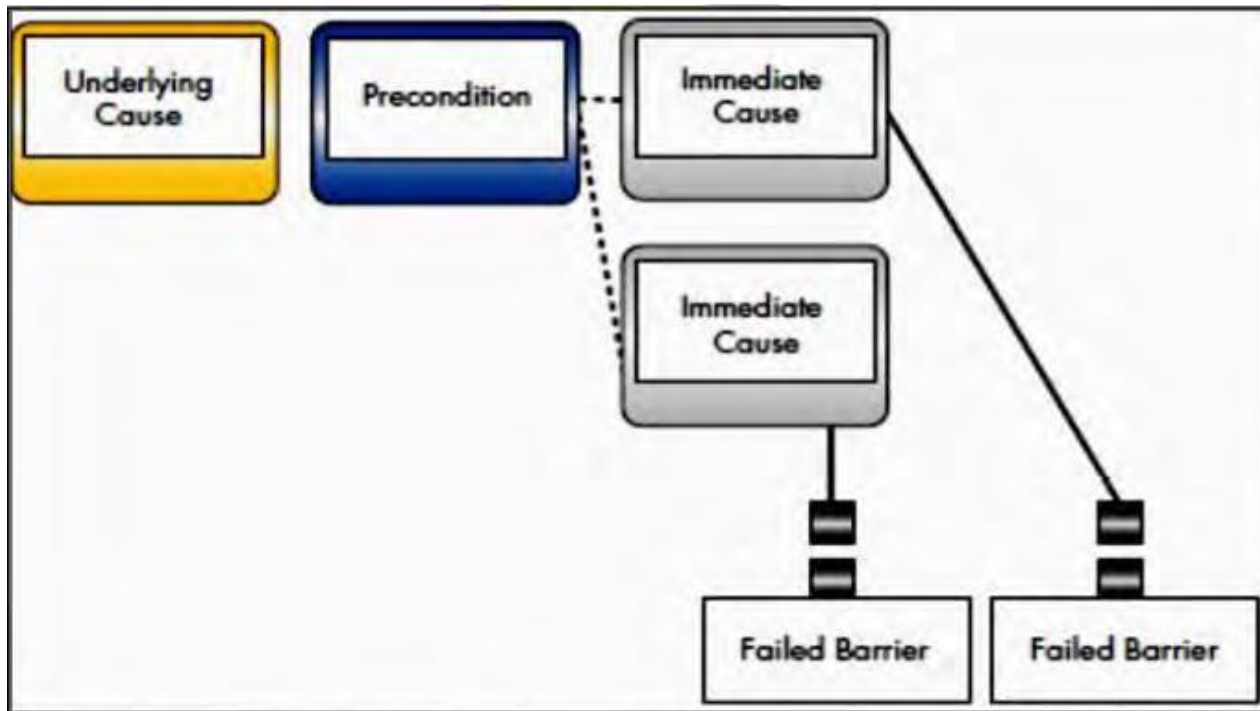 Underlying
Cause
Precondition
Immediate
Cause
Immediate
Cause
Failed Barrier
Failed Barrier